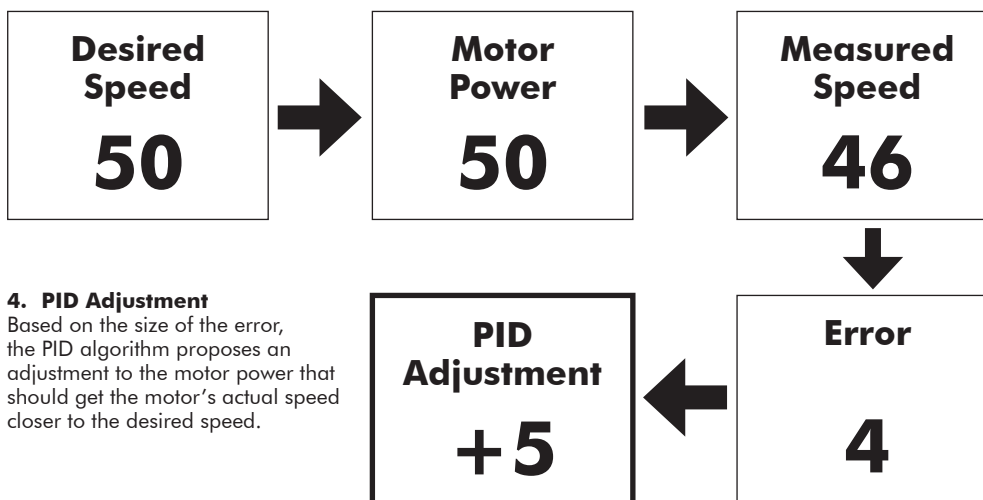 Desired
Speed
50
Motor
Power
50
Measured
Speed
46
4. PID Adjustment
Based on the size of the error,
the PID algorithm proposes an
adjustment to the motor power that
should get the motor’s actual speed
closer to the desired speed.
PID
Adjustment
+5
Error
4